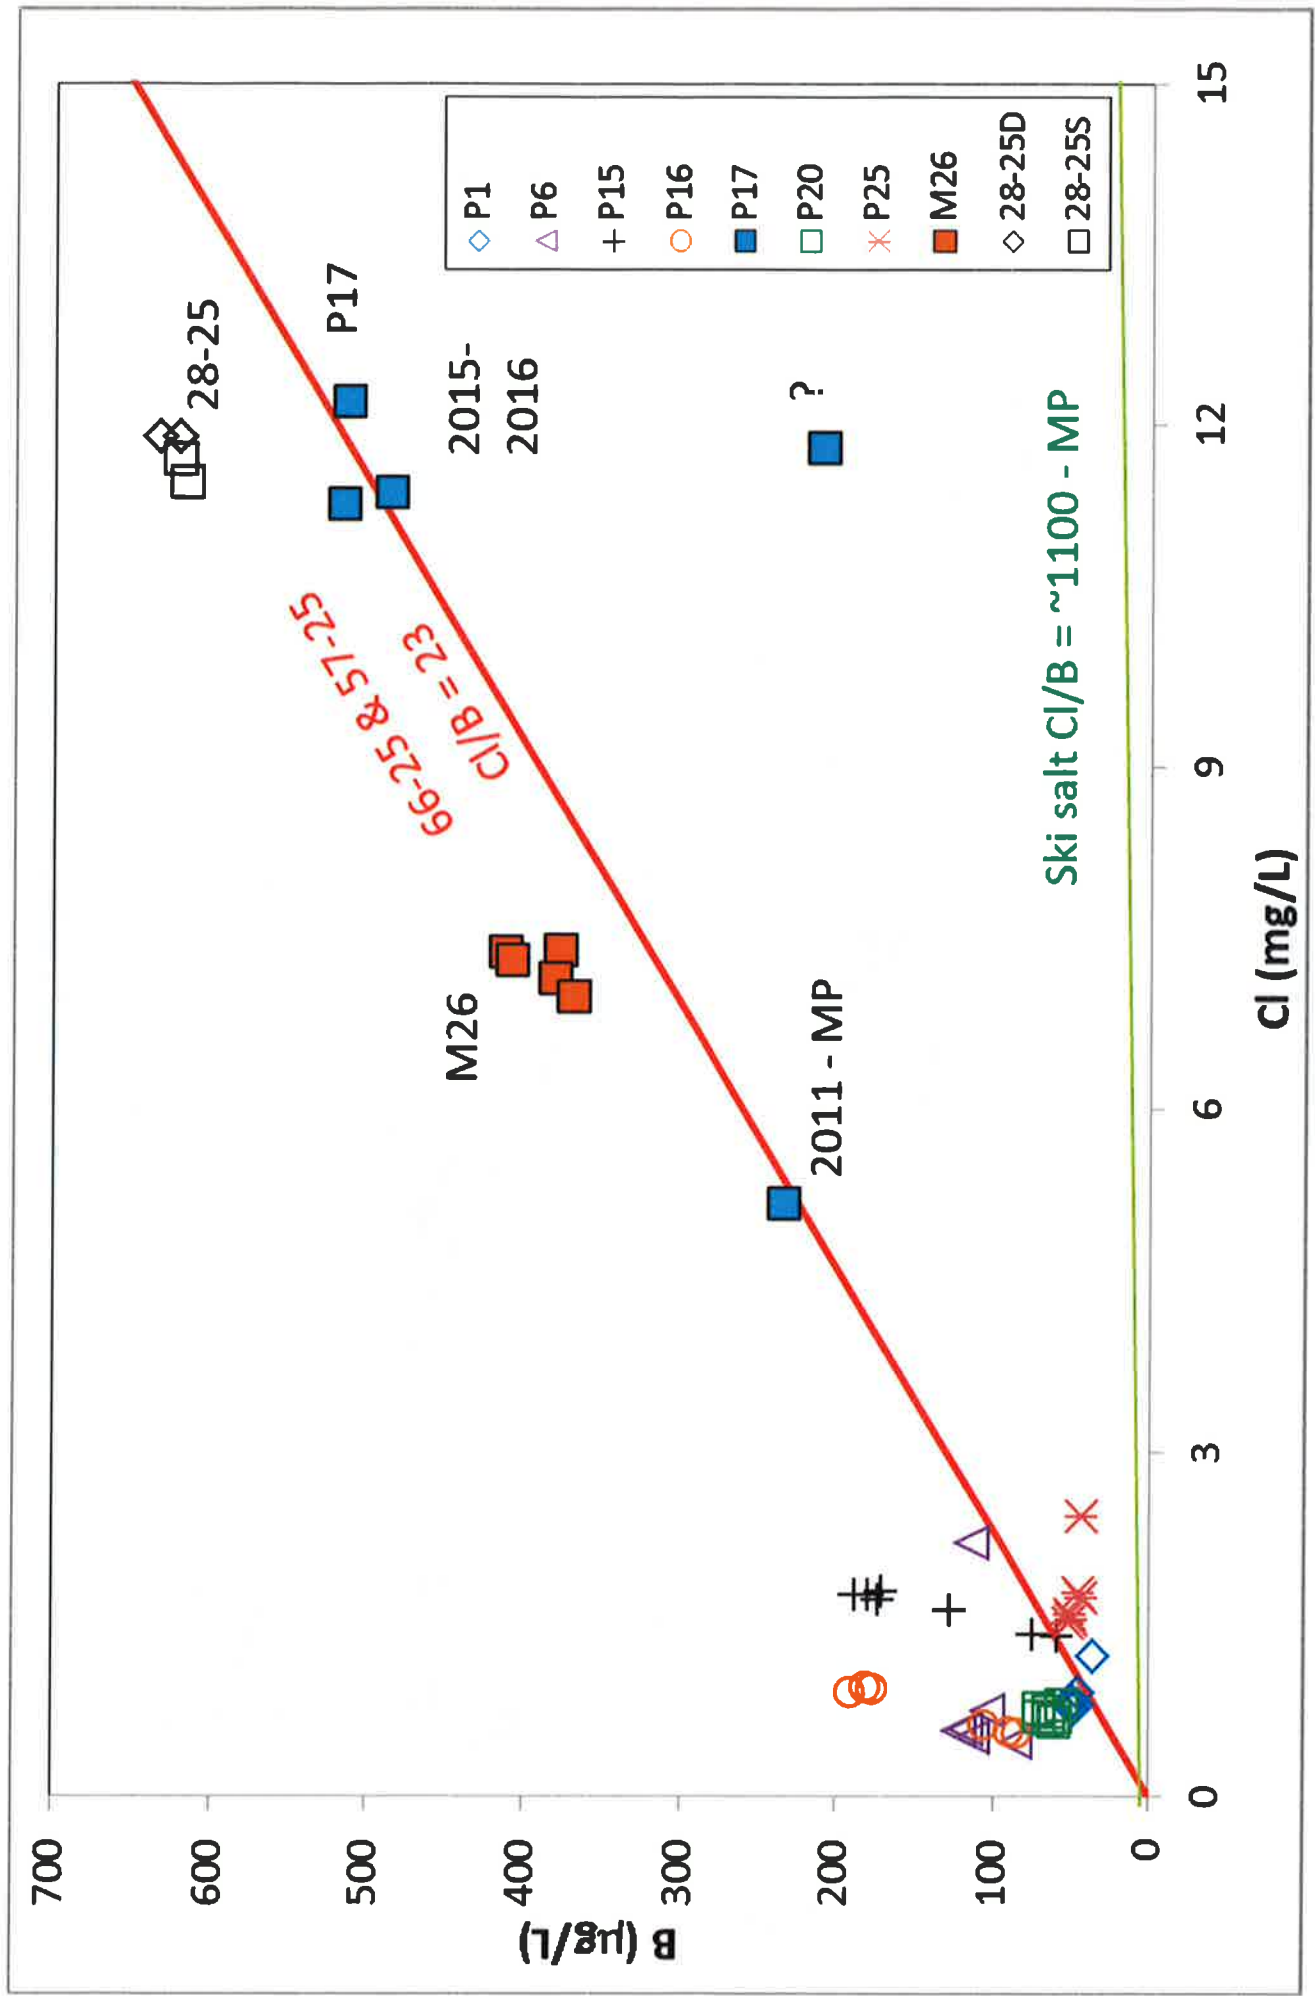 B (µg/L)
700
600
500
400
300
200
100
0
0
3
6
9
12
15
Cl (mg/L)
28-25
P17
2015-
2016
?
66-25 & 57-25
Cl/B = 23
M26
2011 - MP
Ski salt Cl/B = ~1100 - MP
P1
P6
P15
P16
P17
P20
P25
M26
28-25D
28-25S